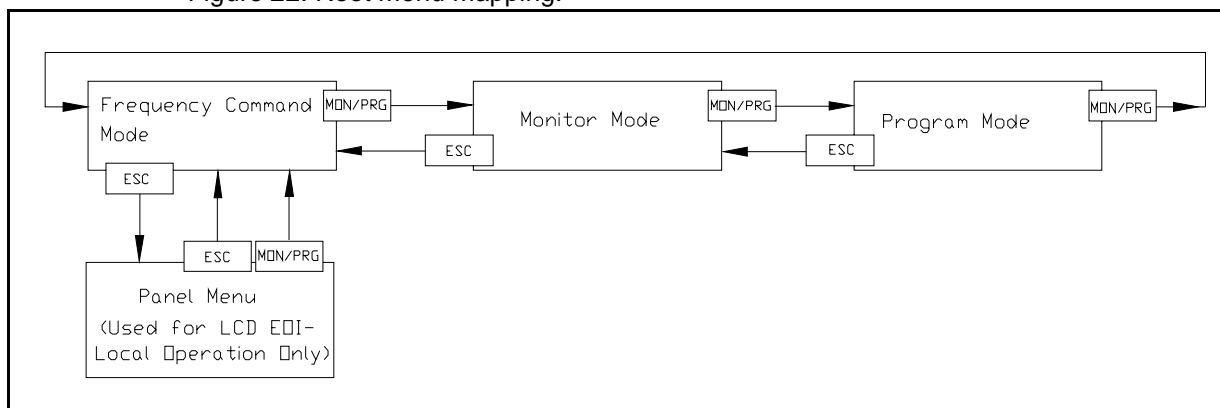 Figure 22: Root Menu Mapping.
Frequency Command
Mode
MON/PRG
Monitor Mode
MON/PRG
Program Mode
MON/PRG
ESC
ESC
ESC
ESC
MON/PRG
Panel Menu
(Used for LCD EOI-
Local Operation Only)